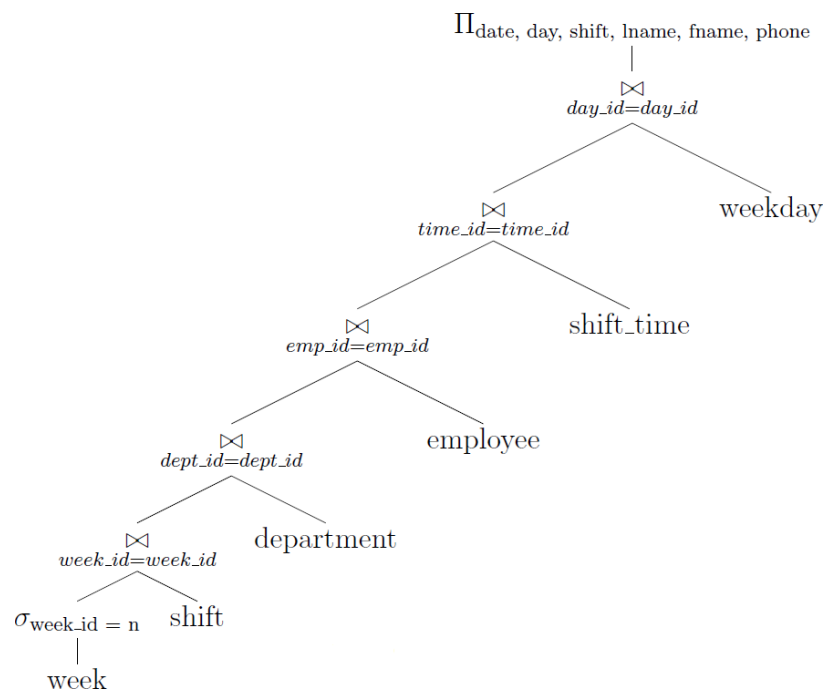 Π date, day, shift, lname, fname, phone
⋈
day_id=day_id
⋈
weekday
time_id=time_id
⋈
shift_time
emp_id=emp_id
⋈
employee
dept_id=dept_id
⋈
department
week_id=week_id
σ week_id = n
shift
week